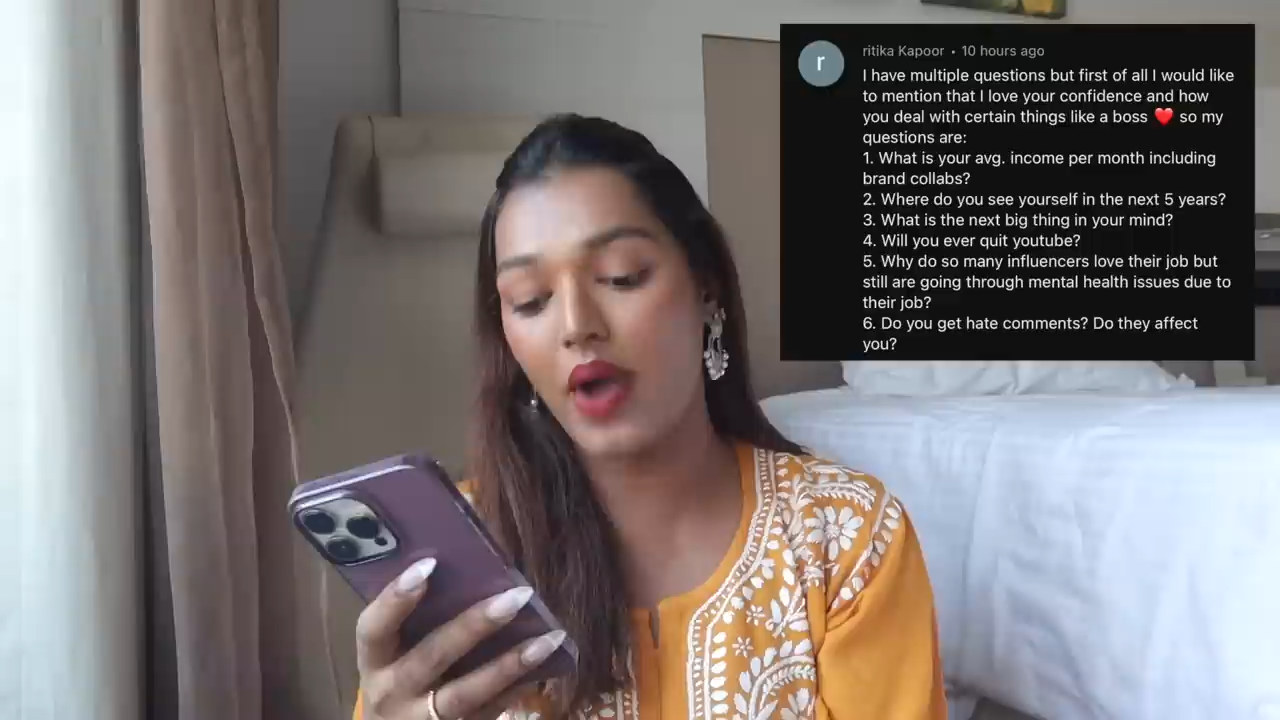 r
ritika Kapoor • 10 hours ago
I have multiple questions but first of all I would like
to mention that I love your confidence and how
you deal with certain things like a boss ❤️ so my
questions are:
1. What is your avg. income per month including
brand collabs?
2. Where do you see yourself in the next 5 years?
3. What is the next big thing in your mind?
4. Will you ever quit youtube?
5. Why do so many influencers love their job but
still are going through mental health issues due to
their job?
6. Do you get hate comments? Do they affect
you?